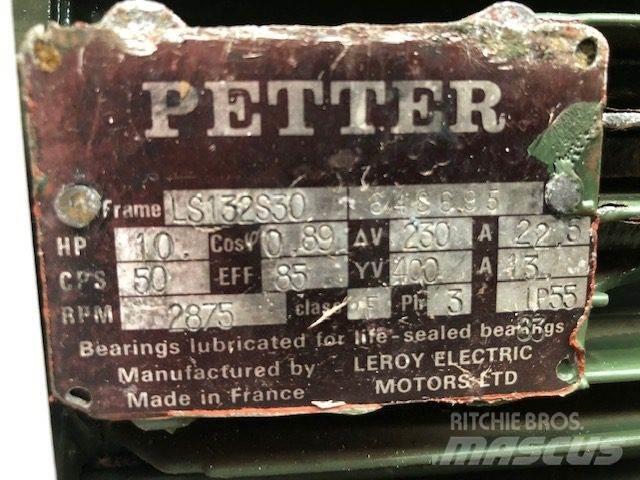 PETTER
Frame LS132S30 64S695
HP 10. Cosφ 0.89 ΔV 230 A 22,5
CPS 50 EFF 85 YV 400 A 13
RPM 2875 class F Ph 3 IP55
Bearings lubricated for life-sealed bearings
Manufactured by LEROY ELECTRIC
Made in France MOTORS LTD
RITCHIE BROS.
MASCUS